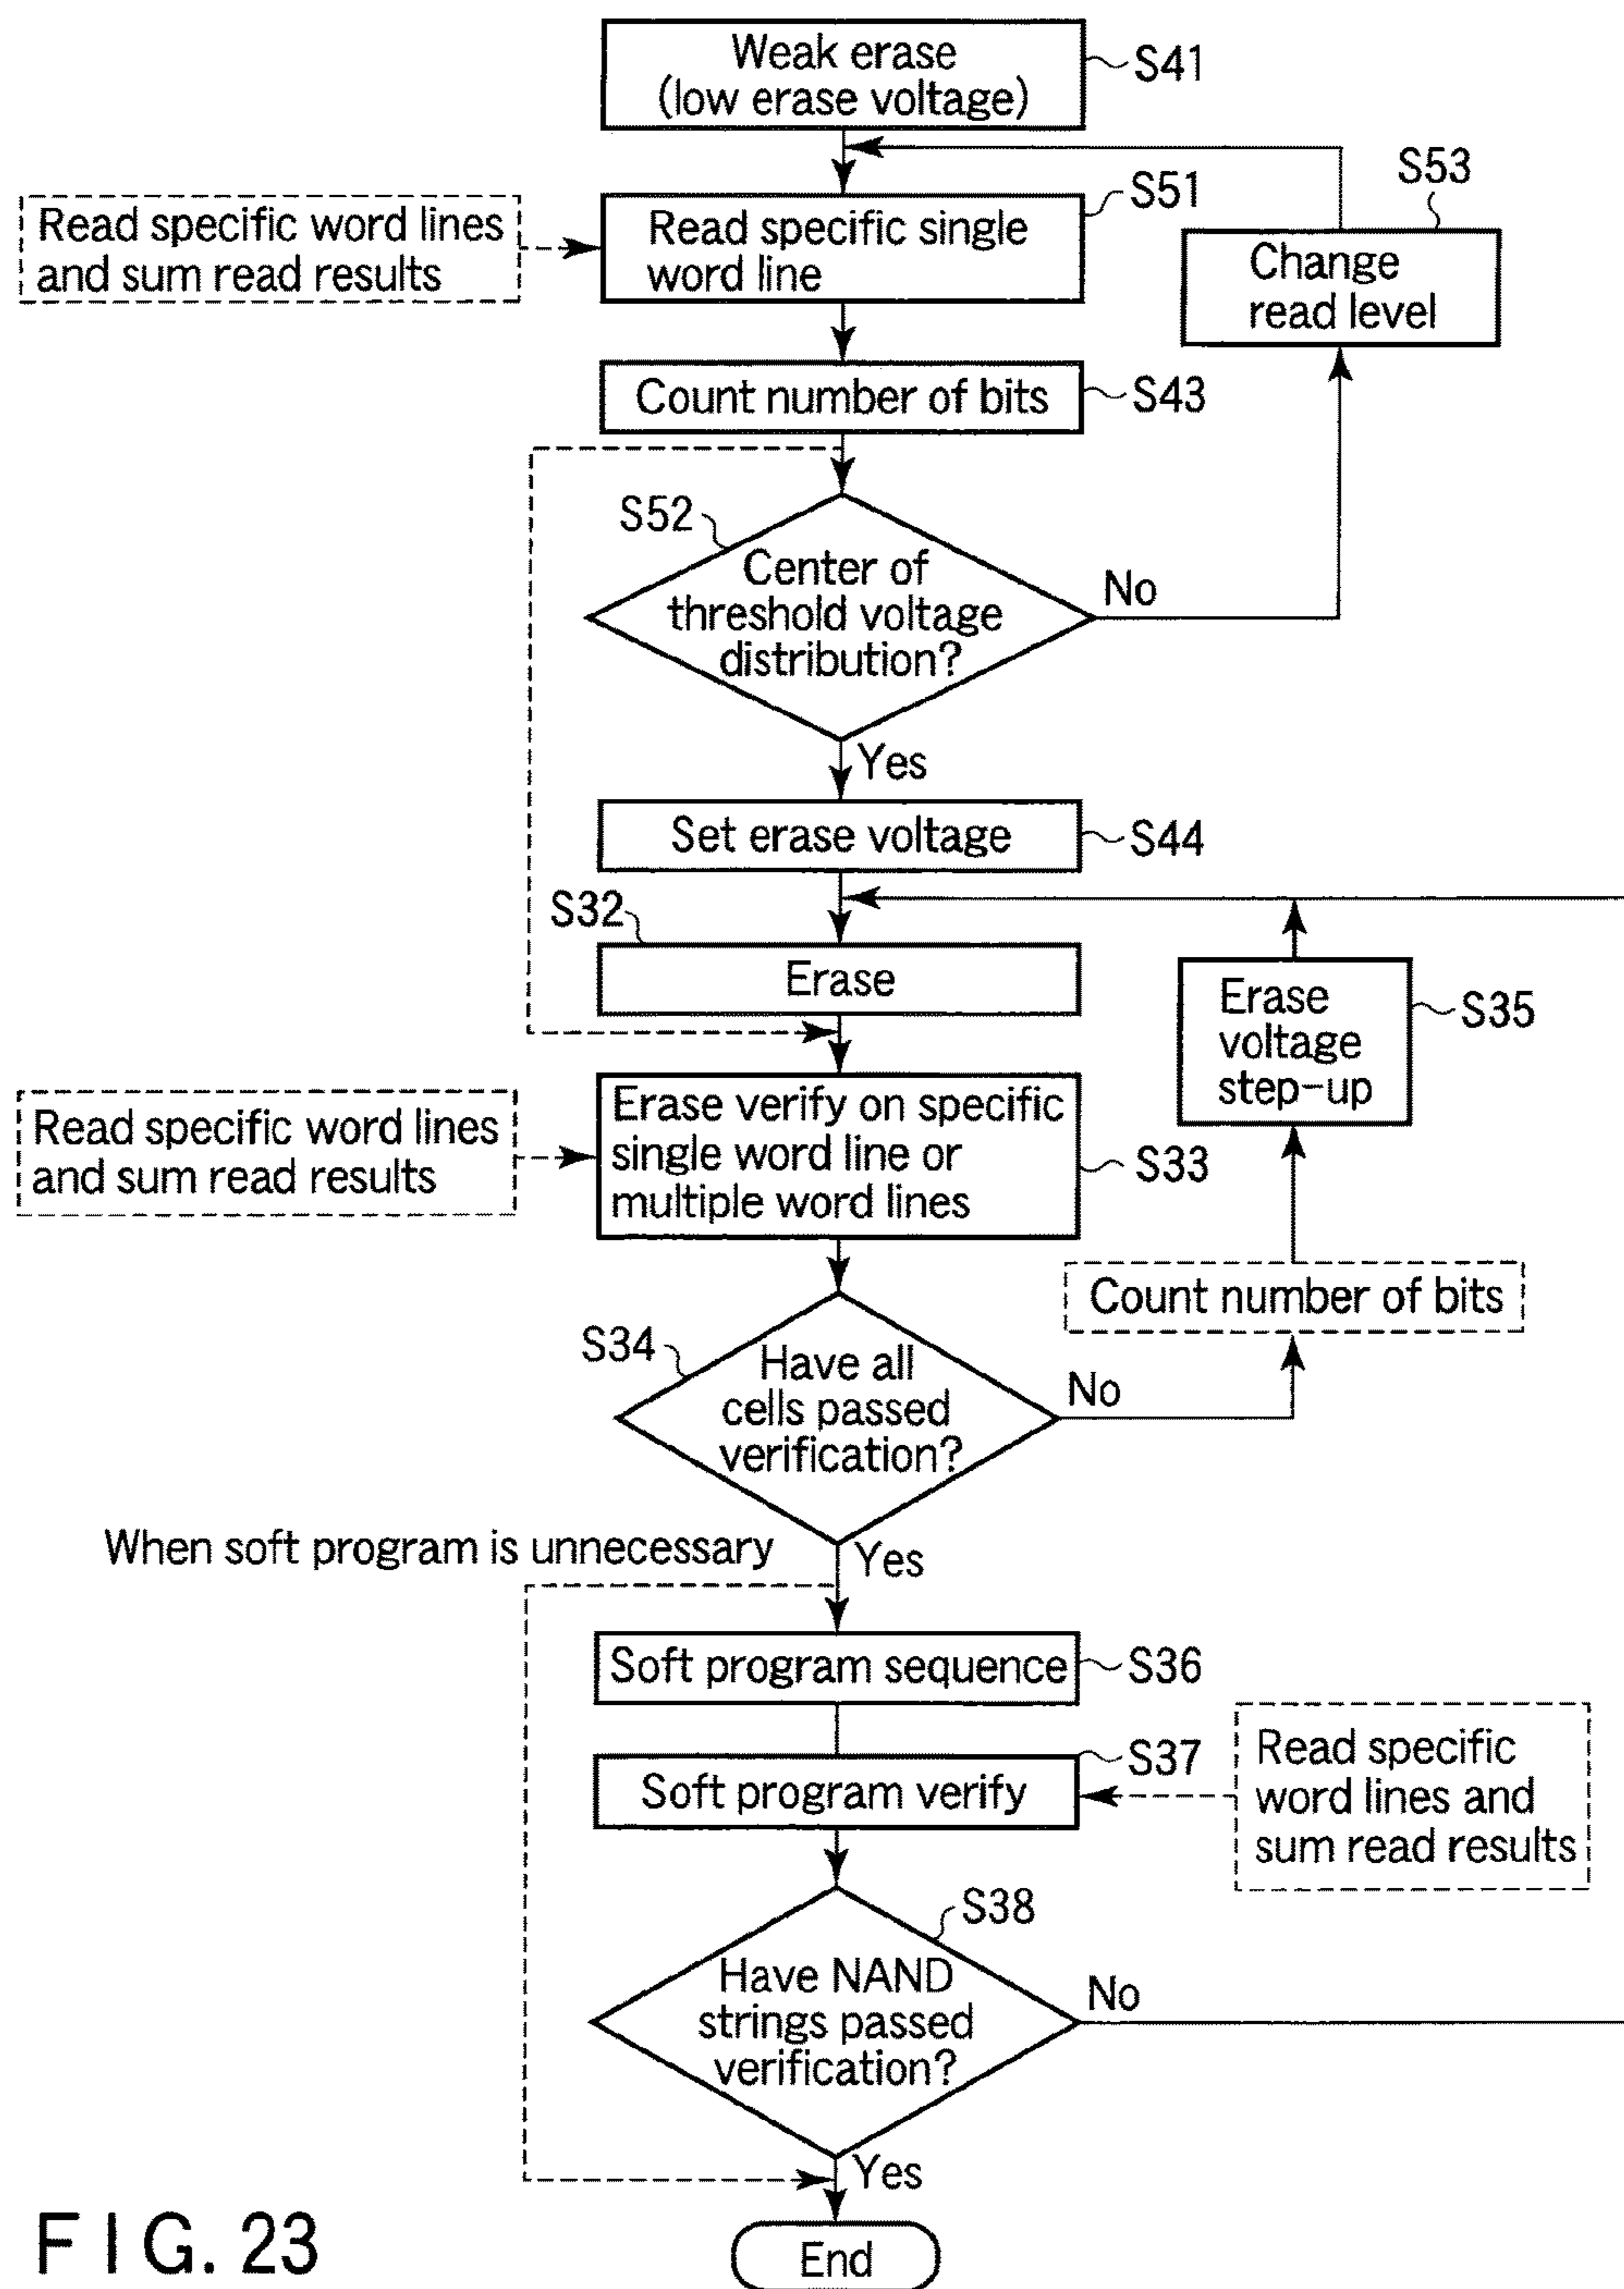 Weak erase
(low erase voltage)
S41
S53
Read specific word lines
and sum read results
S51
Read specific single
word line
Change
read level
Count number of bits
S43
S52
Center of
threshold voltage
distribution?
No
Yes
Set erase voltage
S44
S32
Erase
Erase
voltage
step-up
S35
Read specific word lines
and sum read results
Erase verify on specific
single word line or
multiple word lines
S33
Count number of bits
S34
Have all
cells passed
verification?
No
When soft program is unnecessary
Yes
Soft program sequence
S36
Soft program verify
S37
Read specific
word lines and
sum read results
S38
Have NAND
strings passed
verification?
No
Yes
End
FIG. 23